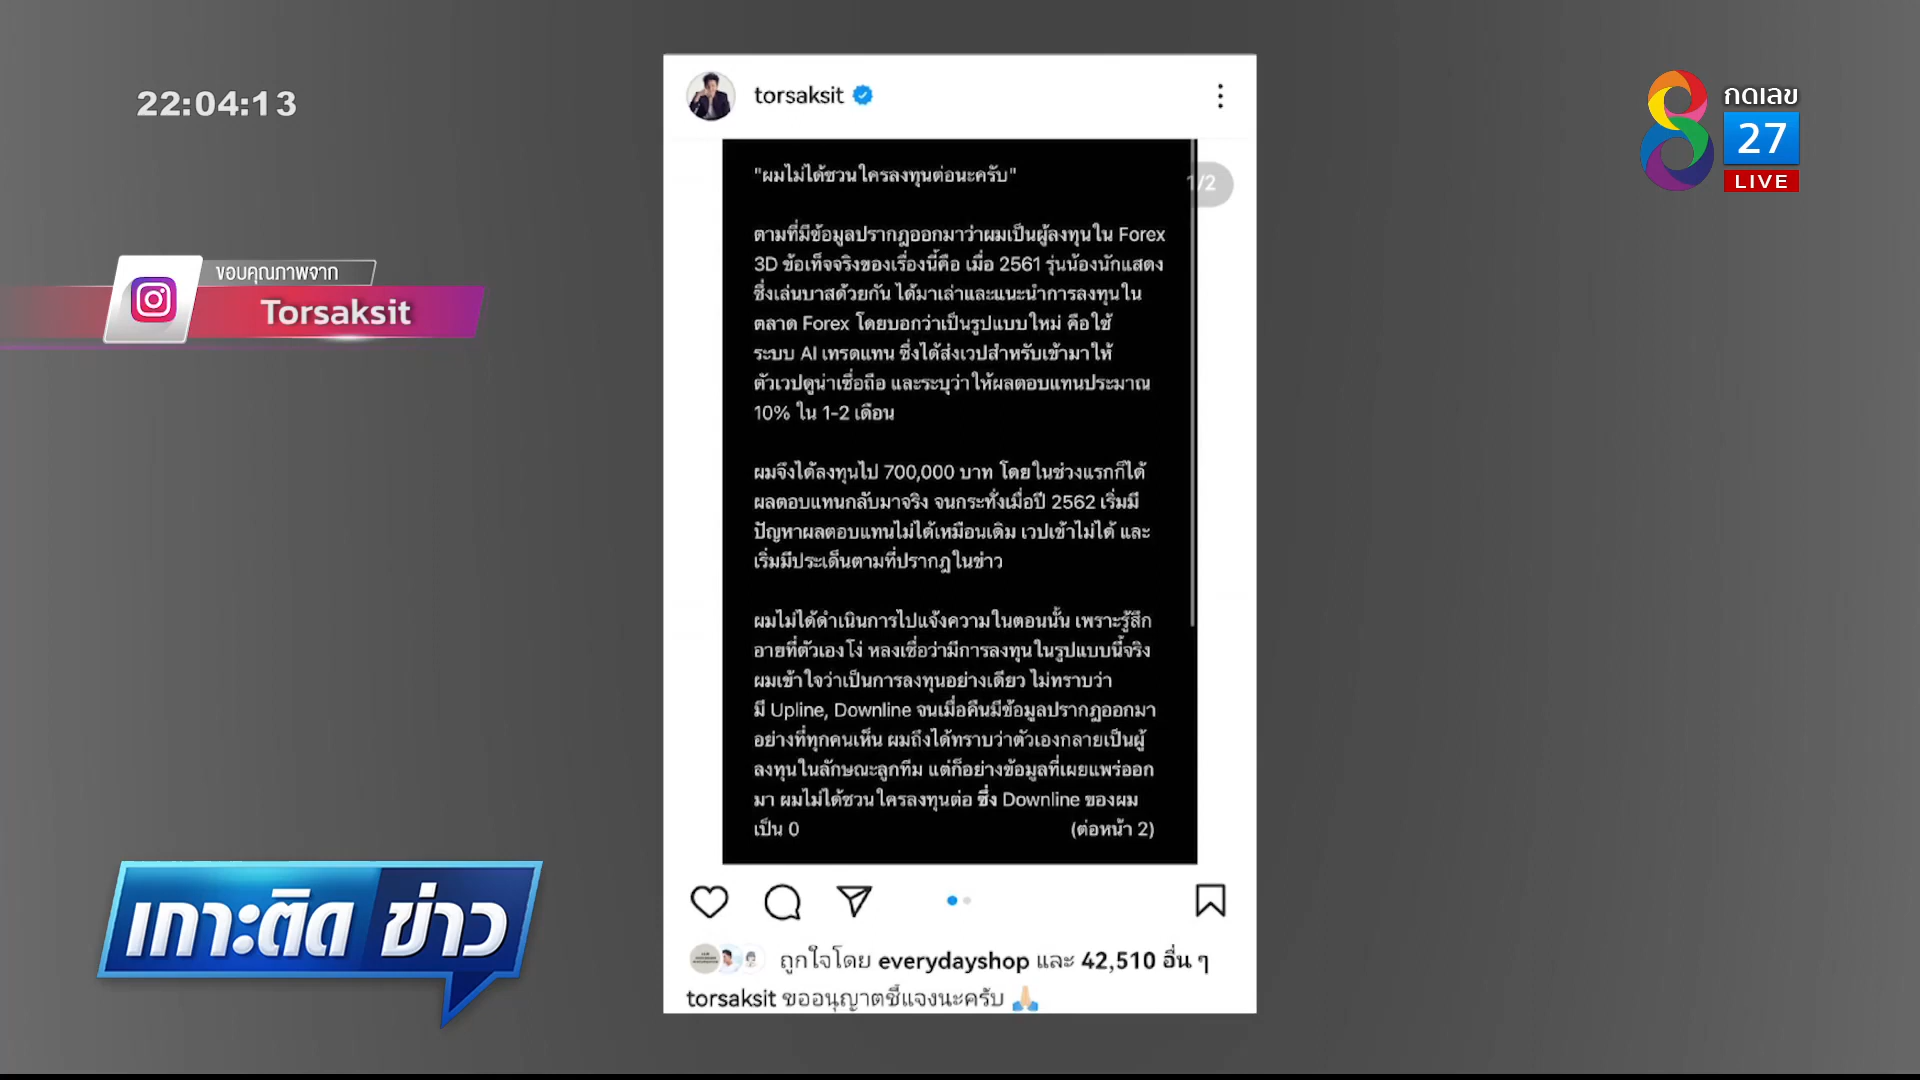 22:04:13
กดเลข
27
LIVE
ขอบคุณภาพจาก
Torsaksit
torsaksit
1/2
"ผมไม่ได้ชวนใครลงทุนต่อนะครับ"
ตามที่มีข้อมูลปรากฎออกมาว่าผมเป็นผู้ลงทุนใน Forex
3D ข้อเท็จจริงของเรื่องนี้คือ เมื่อ 2561 รุ่นน้องนักแสดง
ซึ่งเล่นบาสด้วยกัน ได้มาเล่าและแนะนำการลงทุนใน
ตลาด Forex โดยบอกว่าเป็นรูปแบบใหม่ คือใช้
ระบบ AI เทรดแทน ซึ่งได้ส่งเวปสำหรับเข้ามาให้
ตัวเวปดูน่าเชื่อถือ และระบุว่าให้ผลตอบแทนประมาณ
10% ใน 1-2 เดือน
ผมจึงได้ลงทุนไป 700,000 บาท โดยในช่วงแรกก็ได้
ผลตอบแทนกลับมาจริง จนกระทั่งเมื่อปี 2562 เริ่มมี
ปัญหาผลตอบแทนไม่ได้เหมือนเดิม เวปเข้าไม่ได้ และ
เริ่มมีประเด็นตามที่ปรากฎในข่าว
ผมไม่ได้ดำเนินการไปแจ้งความในตอนนั้น เพราะรู้สึก
อายที่ตัวเองโง่ หลงเชื่อว่ามีการลงทุนในรูปแบบนี้จริง
ผมเข้าใจว่าเป็นการลงทุนอย่างเดียว ไม่ทราบว่า
มี Upline, Downline จนเมื่อคืนมีข้อมูลปรากฎออกมา
อย่างที่ทุกคนเห็น ผมถึงได้ทราบว่าตัวเองกลายเป็นผู้
ลงทุนในลักษณะลูกทีม แต่ก็อย่างข้อมูลที่เผยแพร่ออก
มา ผมไม่ได้ชวนใครลงทุนต่อ ซึ่ง Downline ของผม
เป็น 0 (ต่อหน้า 2)
ถูกใจโดย everydayshop และ 42,510 อื่น ๆ
torsaksit ขออนุญาตชี้แจงนะครับ 🙏🏻
เกาะติด ข่าว